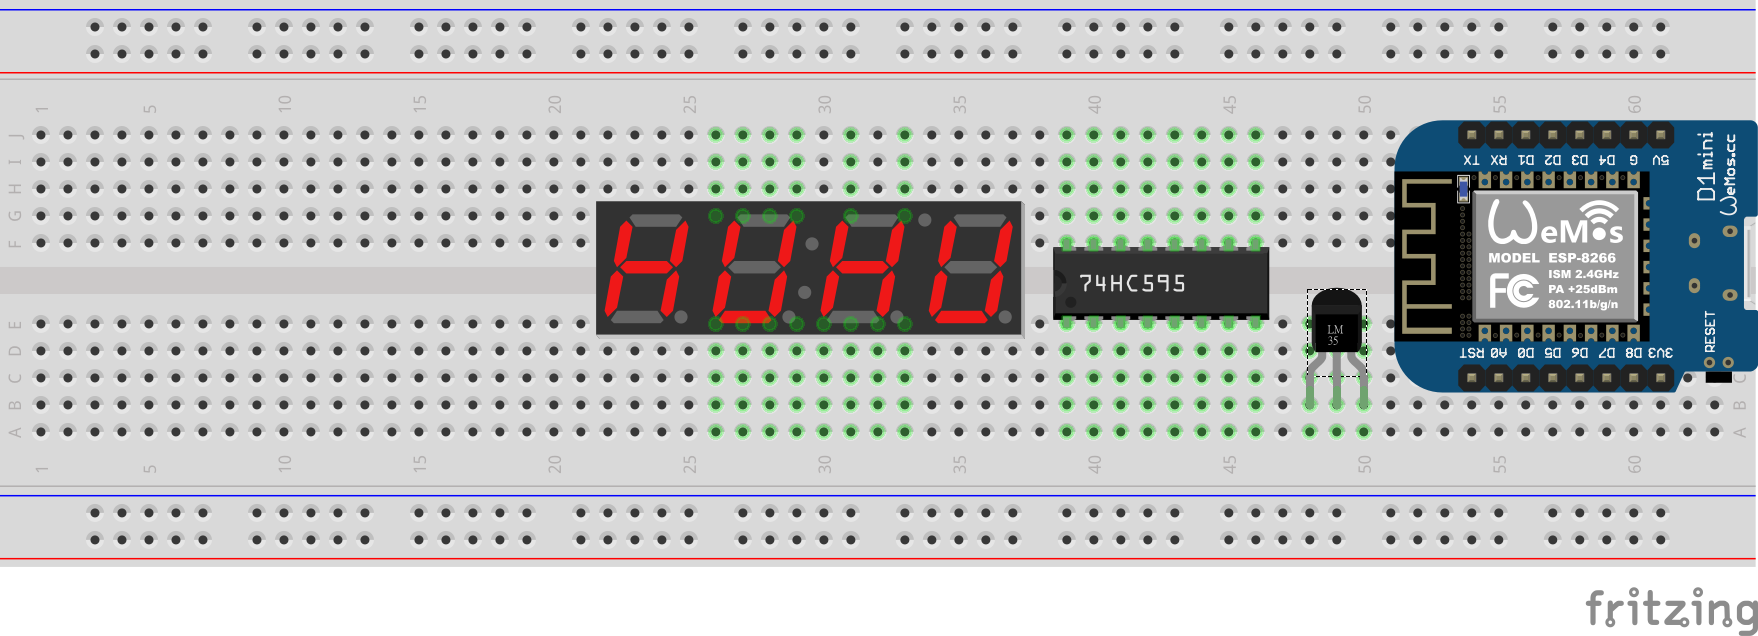 1 5 10 15 20 25 30 35 40 45 50 55 60
J
I
H
G
F
TX RX D1 D2 D3 D4 G 5V
D1mini
WeMos.cc
WeMos
MODEL ESP-8266
ISM 2.4GHz
PA +25dBm
802.11b/g/n
FC
74HC595
LM
35
RESET
RST A0 D0 D5 D6 D7 D8 3V3
E
D
C C
B B
A A
1 5 10 15 20 25 30 35 40 45 50 55 60
fritzing